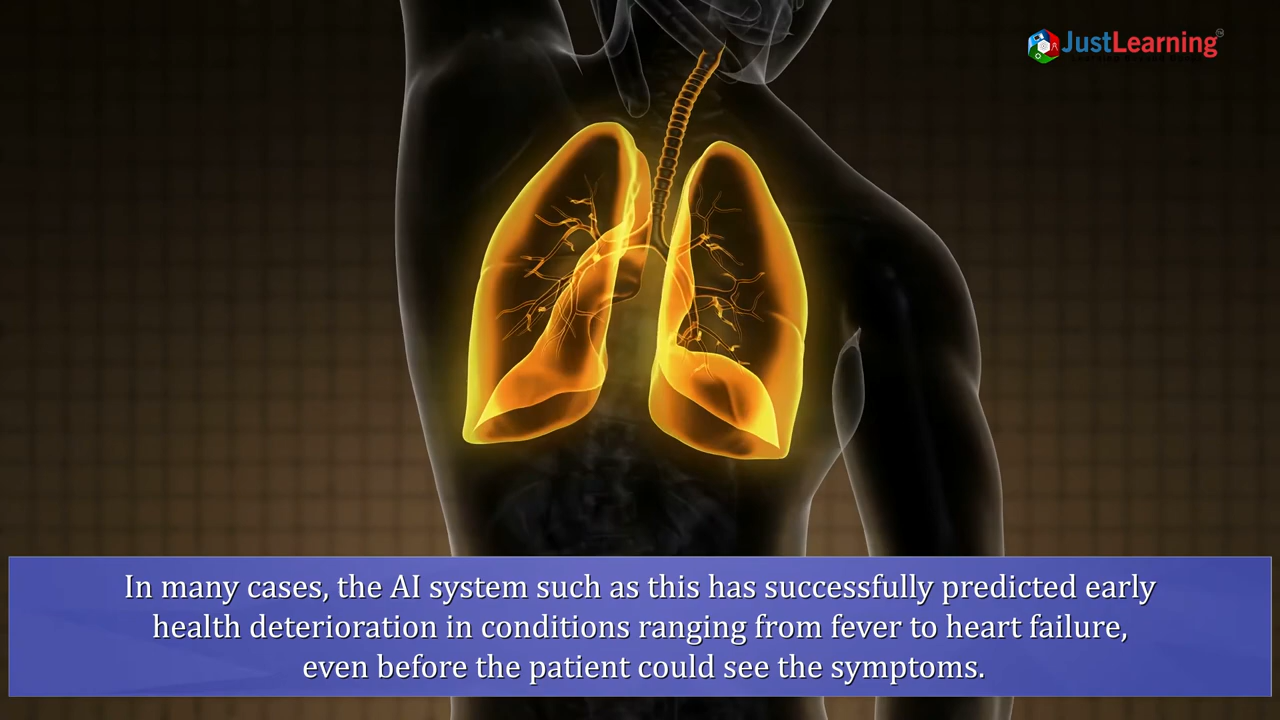 JustLearning
In many cases, the AI system such as this has successfully predicted early
health deterioration in conditions ranging from fever to heart failure,
even before the patient could see the symptoms.